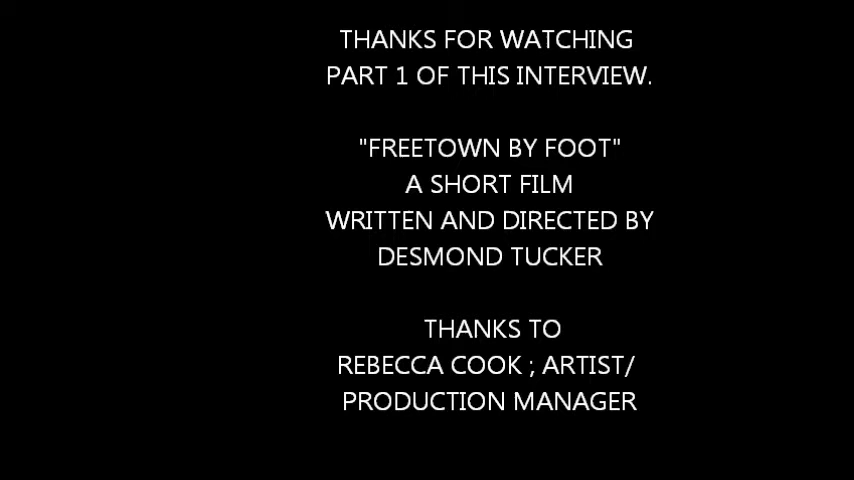 THANKS FOR WATCHING
PART 1 OF THIS INTERVIEW.
"FREETOWN BY FOOT"
A SHORT FILM
WRITTEN AND DIRECTED BY
DESMOND TUCKER
THANKS TO
REBECCA COOK ; ARTIST/
PRODUCTION MANAGER